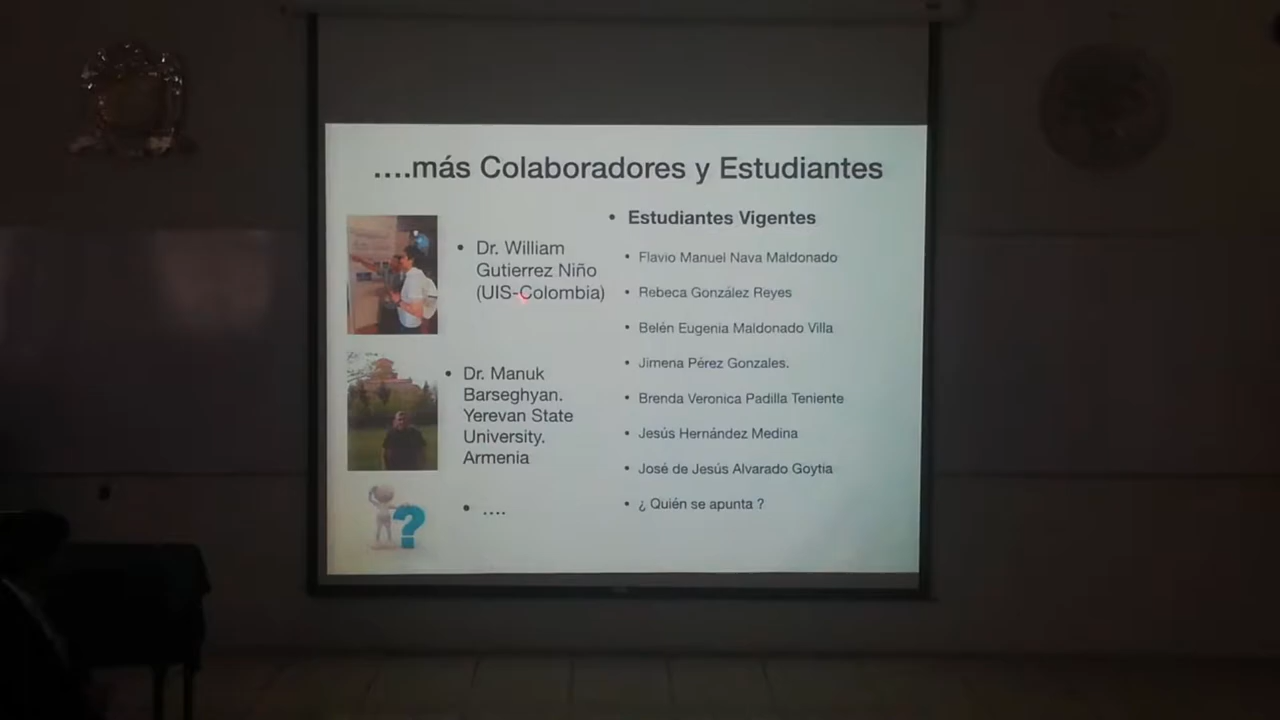 ....más Colaboradores y Estudiantes
• Dr. William
Gutierrez Niño
(UIS-Colombia)
• Dr. Manuk
Barseghyan.
Yerevan State
University.
Armenia
• ....
• Estudiantes Vigentes
• Flavio Manuel Nava Maldonado
• Rebeca González Reyes
• Belén Eugenia Maldonado Villa
• Jimena Pérez Gonzales.
• Brenda Veronica Padilla Teniente
• Jesús Hernández Medina
• José de Jesús Alvarado Goytia
• ¿ Quién se apunta ?
?